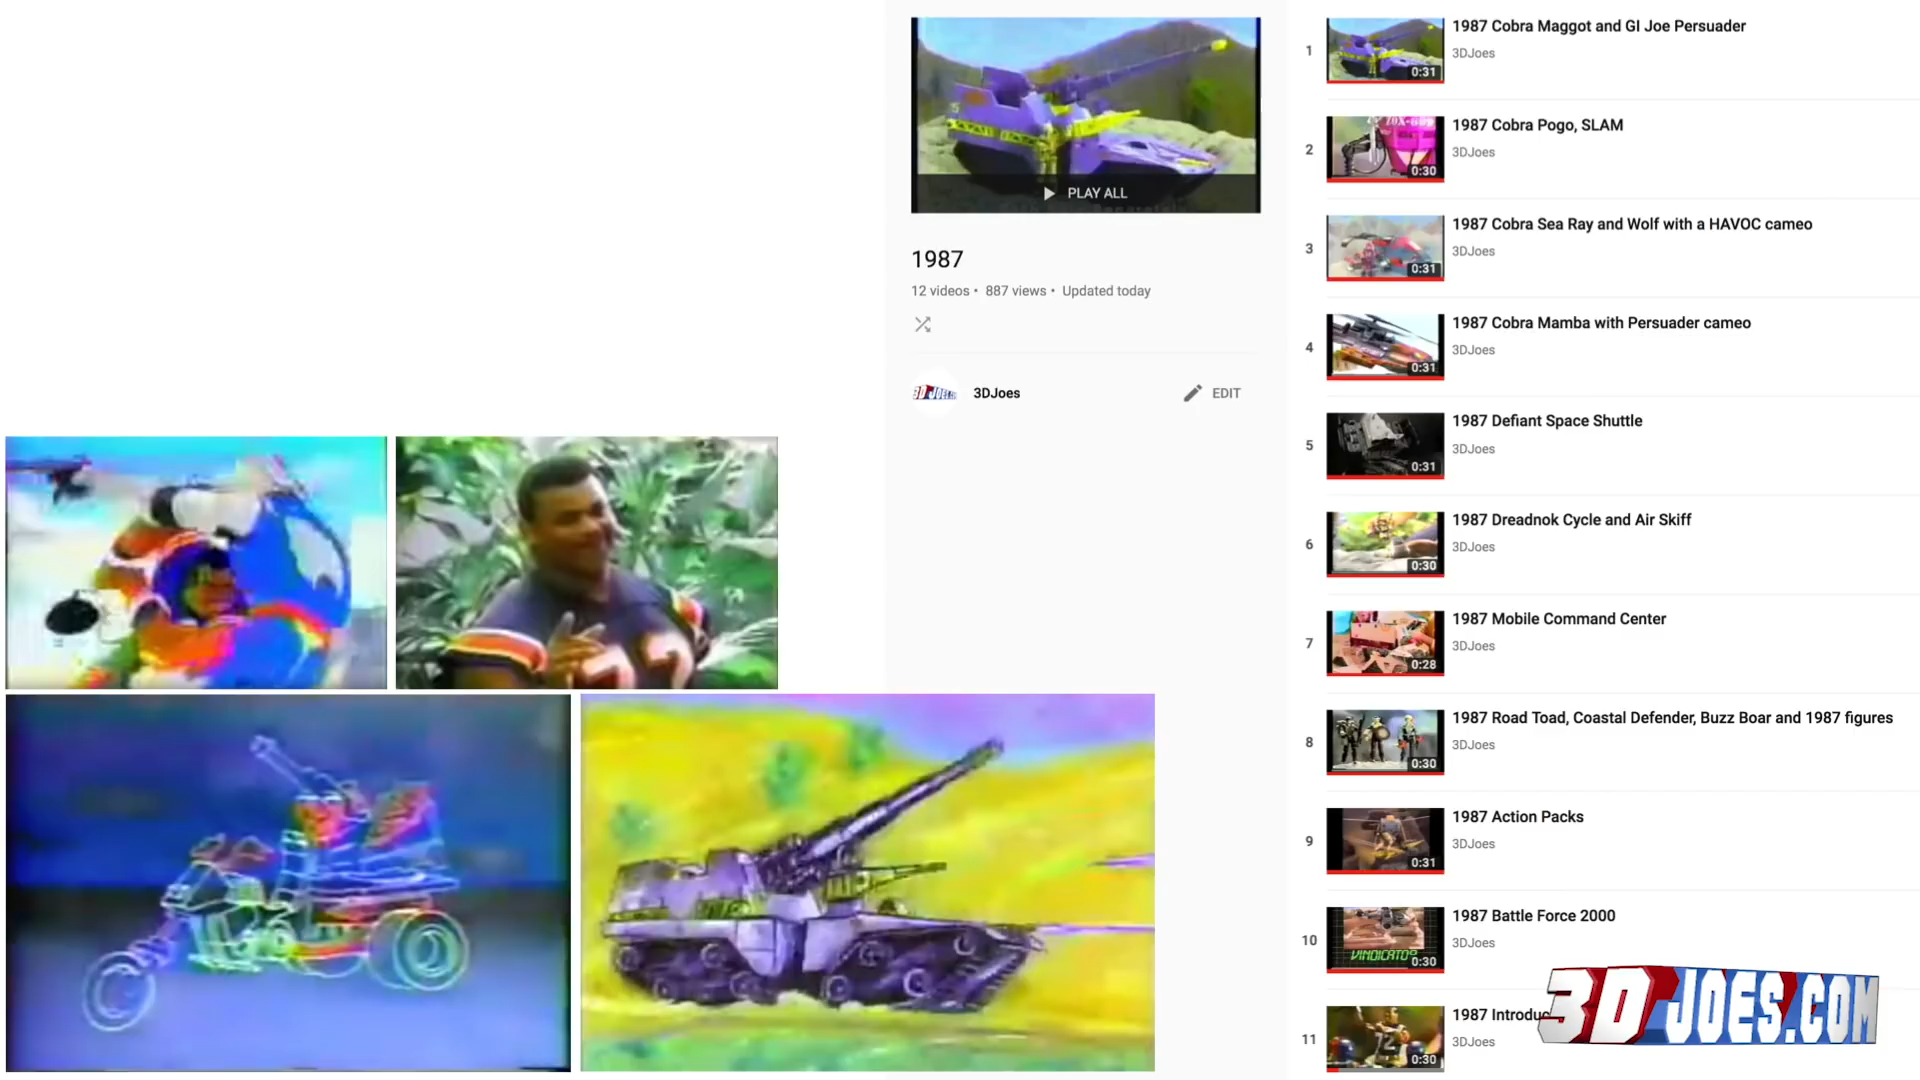 PLAY ALL
1987
12 videos • 887 views • Updated today
3DJoes
EDIT
1
0:31
1987 Cobra Maggot and GI Joe Persuader
3DJoes
2
0:30
1987 Cobra Pogo, SLAM
3DJoes
3
0:31
1987 Cobra Sea Ray and Wolf with a HAVOC cameo
3DJoes
4
0:31
1987 Cobra Mamba with Persuader cameo
3DJoes
5
0:31
1987 Defiant Space Shuttle
3DJoes
6
0:30
1987 Dreadnok Cycle and Air Skiff
3DJoes
7
0:28
1987 Mobile Command Center
3DJoes
8
0:30
1987 Road Toad, Coastal Defender, Buzz Boar and 1987 figures
3DJoes
9
0:31
1987 Action Packs
3DJoes
10
0:30
1987 Battle Force 2000
3DJoes
11
72
0:30
1987
3DJoes
3DJOES.COM